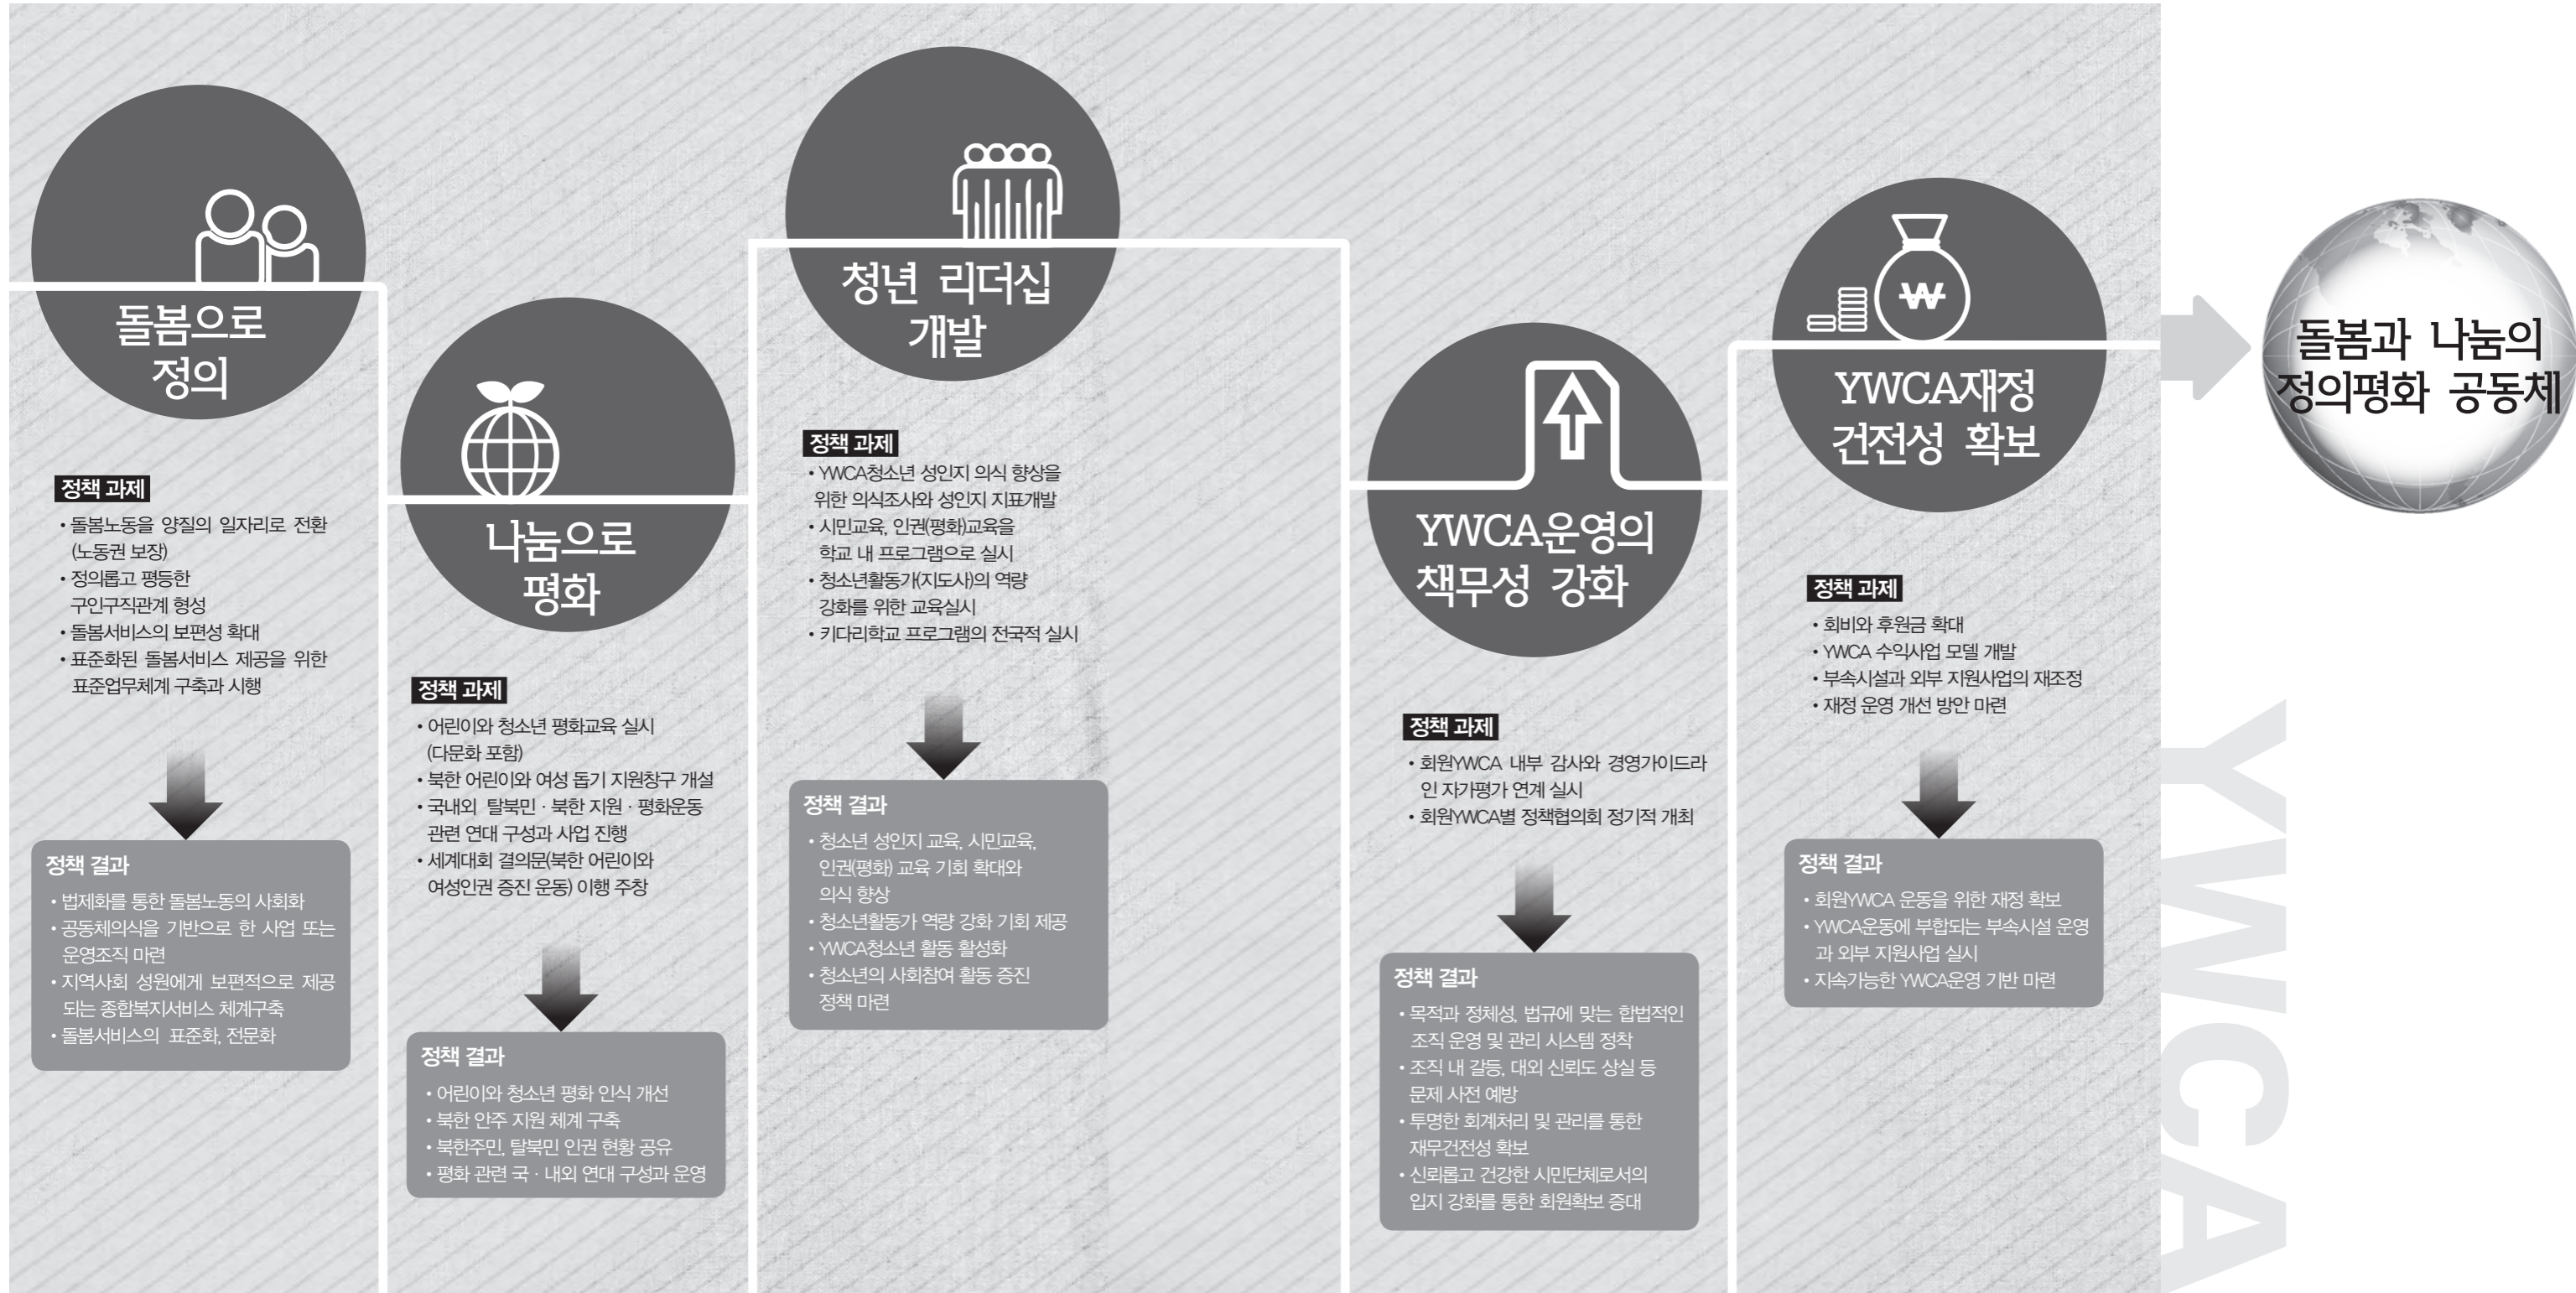 돌봄으로
정의
정책 과제
• 돌봄노동을 양질의 일자리로 전환
(노동권 보장)
• 정의롭고 평등한
구인구직관계 형성
• 돌봄서비스의 보편성 확대
• 표준화된 돌봄서비스 제공을 위한
표준업무체계 구축과 시행
정책 결과
• 법제화를 통한 돌봄노동의 사회화
• 공동체의식을 기반으로 한 사업 또는
운영조직 마련
• 지역사회 성원에게 보편적으로 제공
되는 종합복지서비스 체계구축
• 돌봄서비스의 표준화, 전문화
나눔으로
평화
정책 과제
• 어린이와 청소년 평화교육 실시
(다문화 포함)
• 북한 어린이와 여성 돕기 지원창구 개설
• 국내외 탈북민 · 북한 지원 · 평화운동
관련 연대 구성과 사업 진행
• 세계대회 결의문(북한 어린이와
여성인권 증진 운동) 이행 주창
정책 결과
• 어린이와 청소년 평화 인식 개선
• 북한 안주 지원 체계 구축
• 북한주민, 탈북민 인권 현황 공유
• 평화 관련 국 · 내외 연대 구성과 운영
청년 리더십
개발
정책 과제
• YWCA청소년 성인지 의식 향상을
위한 의식조사와 성인지 지표개발
• 시민교육, 인권(평화)교육을
학교 내 프로그램으로 실시
• 청소년활동가(지도사)의 역량
강화를 위한 교육실시
• 키다리학교 프로그램의 전국적 실시
정책 결과
• 청소년 성인지 교육, 시민교육,
인권(평화) 교육 기회 확대와
의식 향상
• 청소년활동가 역량 강화 기회 제공
• YWCA청소년 활동 활성화
• 청소년의 사회참여 활동 증진
정책 마련
YWCA운영의
책무성 강화
정책 과제
• 회원YWCA 내부 감사와 경영가이드라
인 자가평가 연계 실시
• 회원YWCA별 정책협의회 정기적 개최
정책 결과
• 목적과 정체성, 법규에 맞는 합법적인
조직 운영 및 관리 시스템 정착
• 조직 내 갈등, 대외 신뢰도 상실 등
문제 사전 예방
• 투명한 회계처리 및 관리를 통한
재무건전성 확보
• 신뢰롭고 건강한 시민단체로서의
입지 강화를 통한 회원확보 증대
₩
YWCA재정
건전성 확보
정책 과제
• 회비와 후원금 확대
• YWCA 수익사업 모델 개발
• 부속시설과 외부 지원사업의 재조정
• 재정 운영 개선 방안 마련
정책 결과
• 회원YWCA 운동을 위한 재정 확보
• YWCA운동에 부합되는 부속시설 운영
과 외부 지원사업 실시
• 지속가능한 YWCA운영 기반 마련
돌봄과 나눔의
정의평화 공동체
YWCA